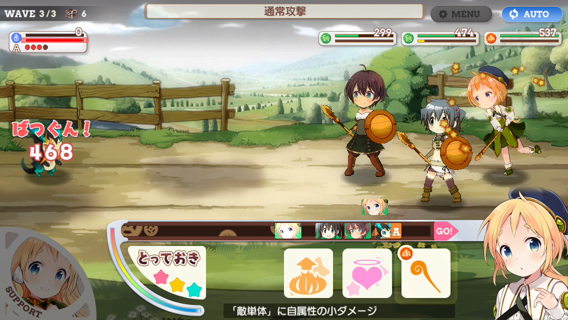 WAVE 3/3 6
通常攻撃
MENU
AUTO
0
A
299
474
537
ばつぐん!
468
A
GO!
とっておき
SUPPORT
「敵単体」に自属性の小ダメージ